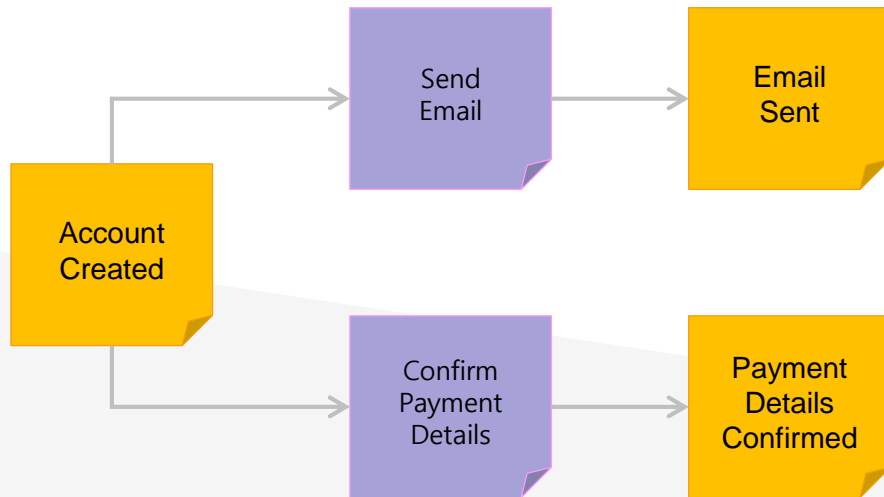 Send
Email
Email
Sent
Account
Created
Confirm
Payment
Details
Payment
Details
Confirmed